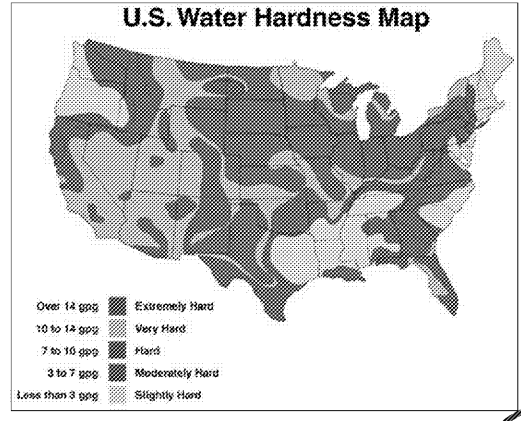 U.S. Water Hardness Map
Over 14 gpg Extremely Hard
10 to 14 gpg Very Hard
7 to 10 gpg Hard
3 to 7 gpg Moderately Hard
Less than 3 gpg Slightly Hard